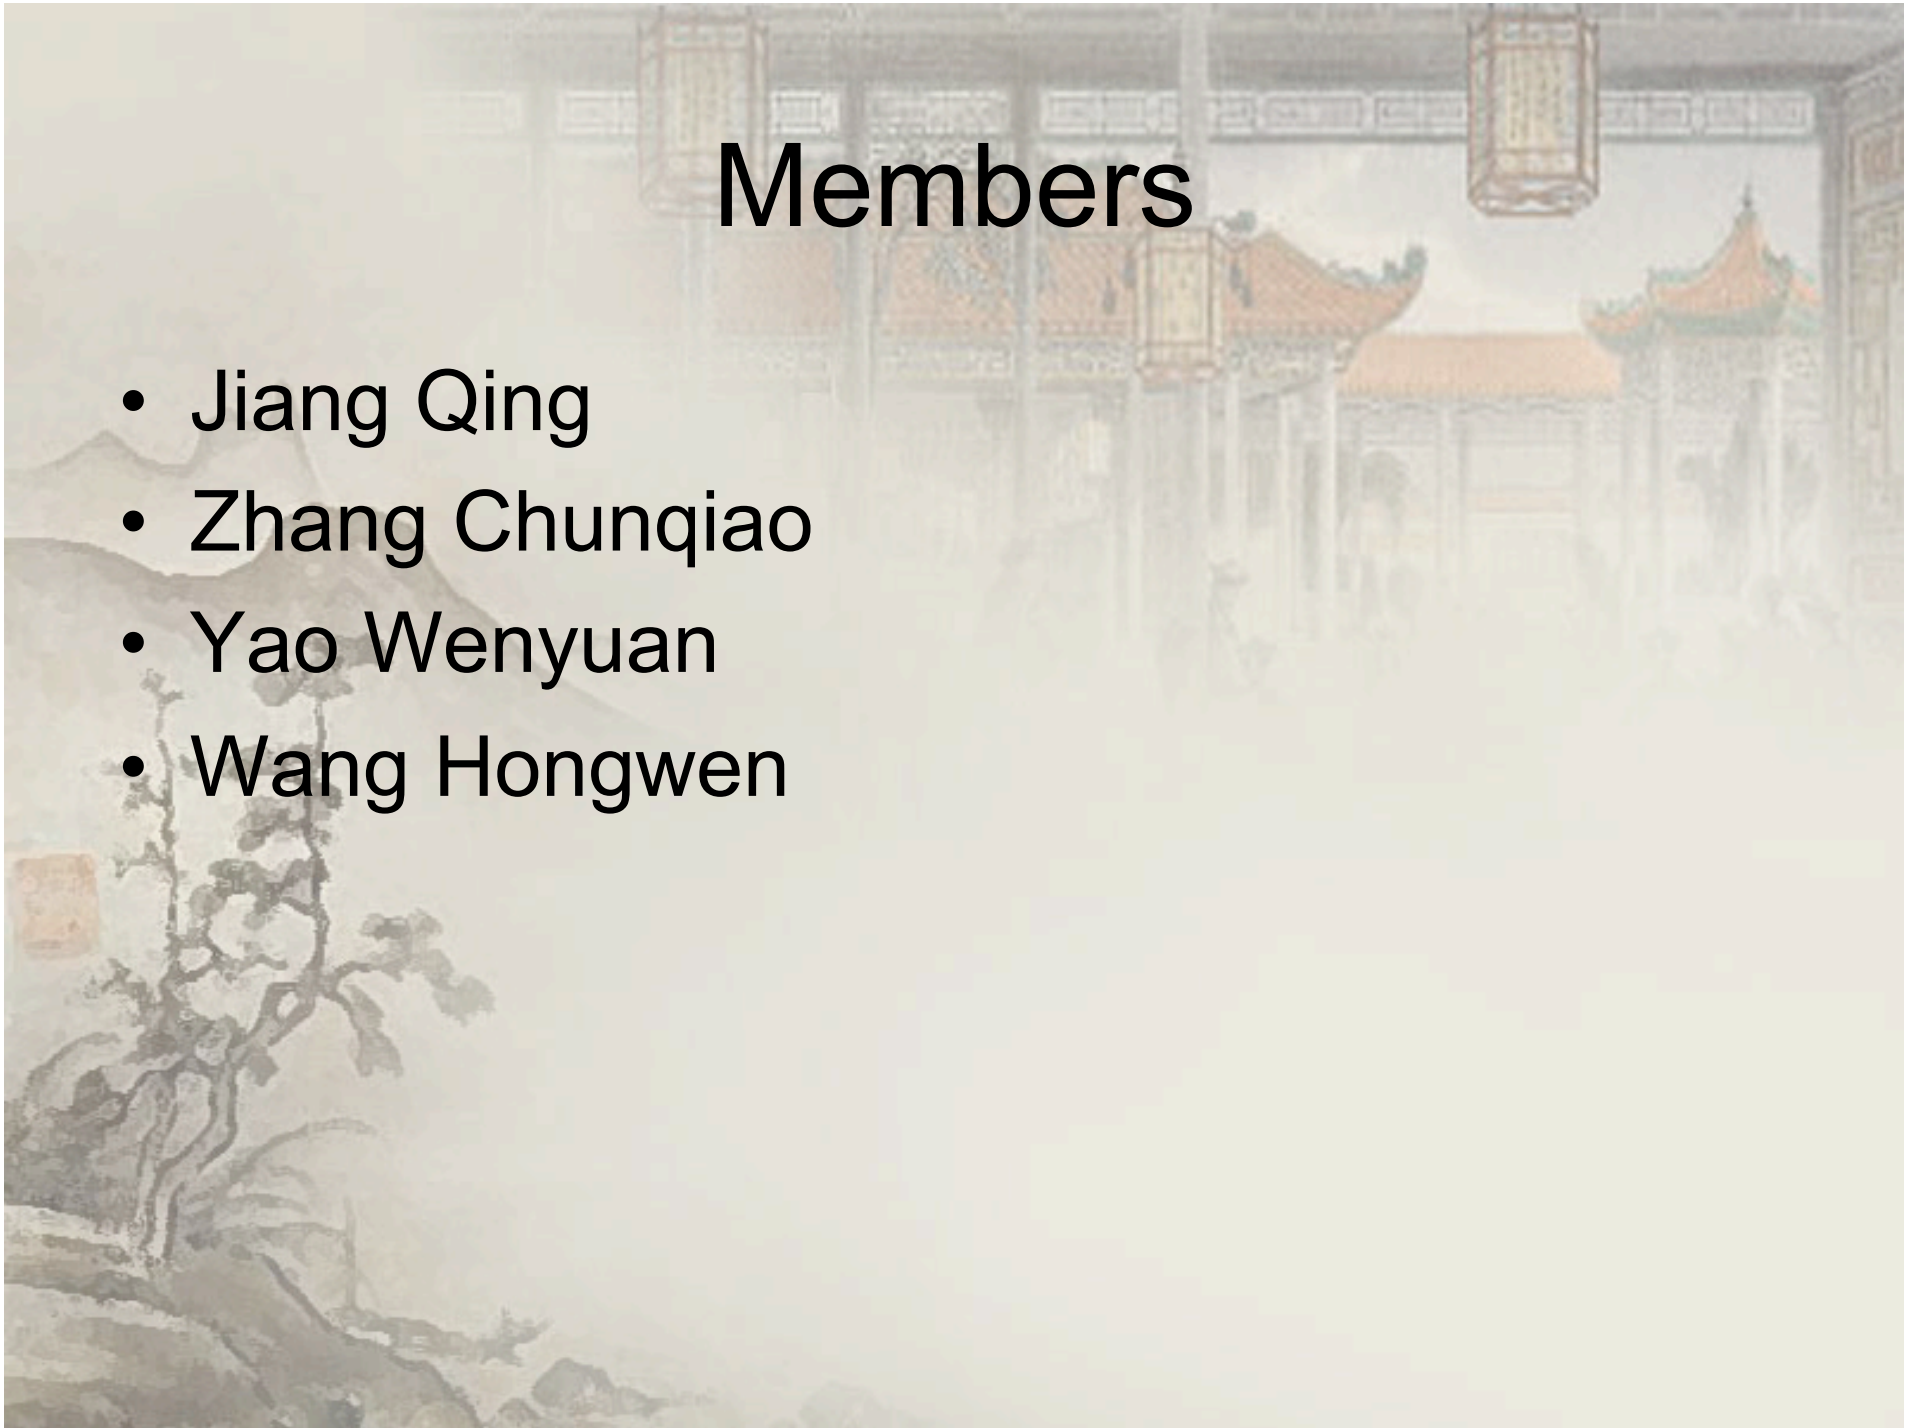 Members
• Jiang Qing
• Zhang Chunqiao
• Yao Wenyuan
• Wang Hongwen